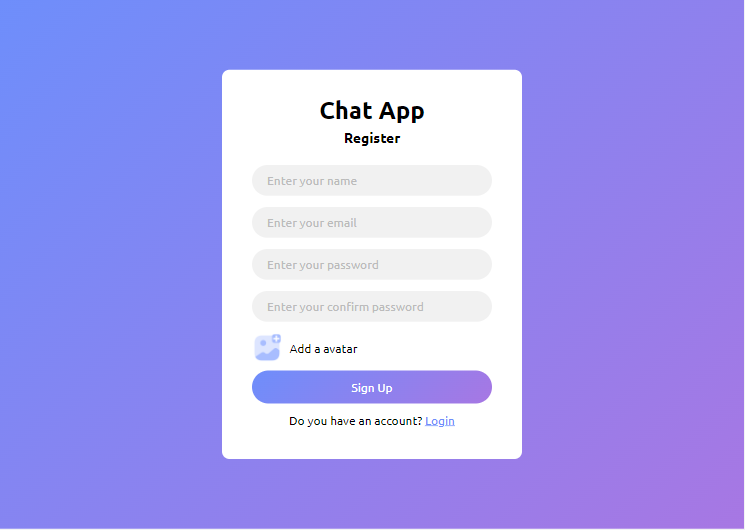 Chat App
Register
Enter your name
Enter your email
Enter your password
Enter your confirm password
Add a avatar
Sign Up
Do you have an account? Login